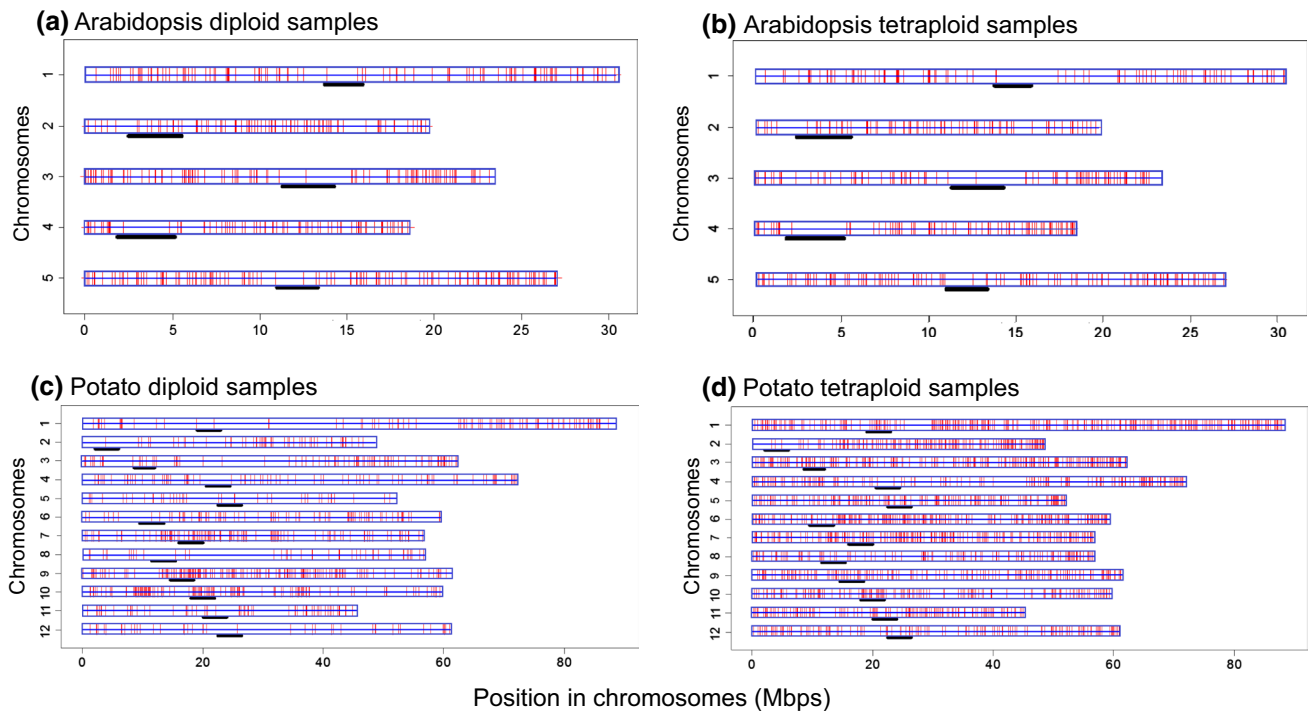 (a) Arabidopsis diploid samples
Chromosomes
1
2
3
4
5
0 5 10 15 20 25 30
(b) Arabidopsis tetraploid samples
Chromosomes
1
2
3
4
5
0 5 10 15 20 25 30
(c) Potato diploid samples
Chromosomes
1
2
3
4
5
6
7
8
9
10
11
12
0 20 40 60 80
(d) Potato tetraploid samples
Chromosomes
1
2
3
4
5
6
7
8
9
10
11
12
0 20 40 60 80
Position in chromosomes (Mbps)